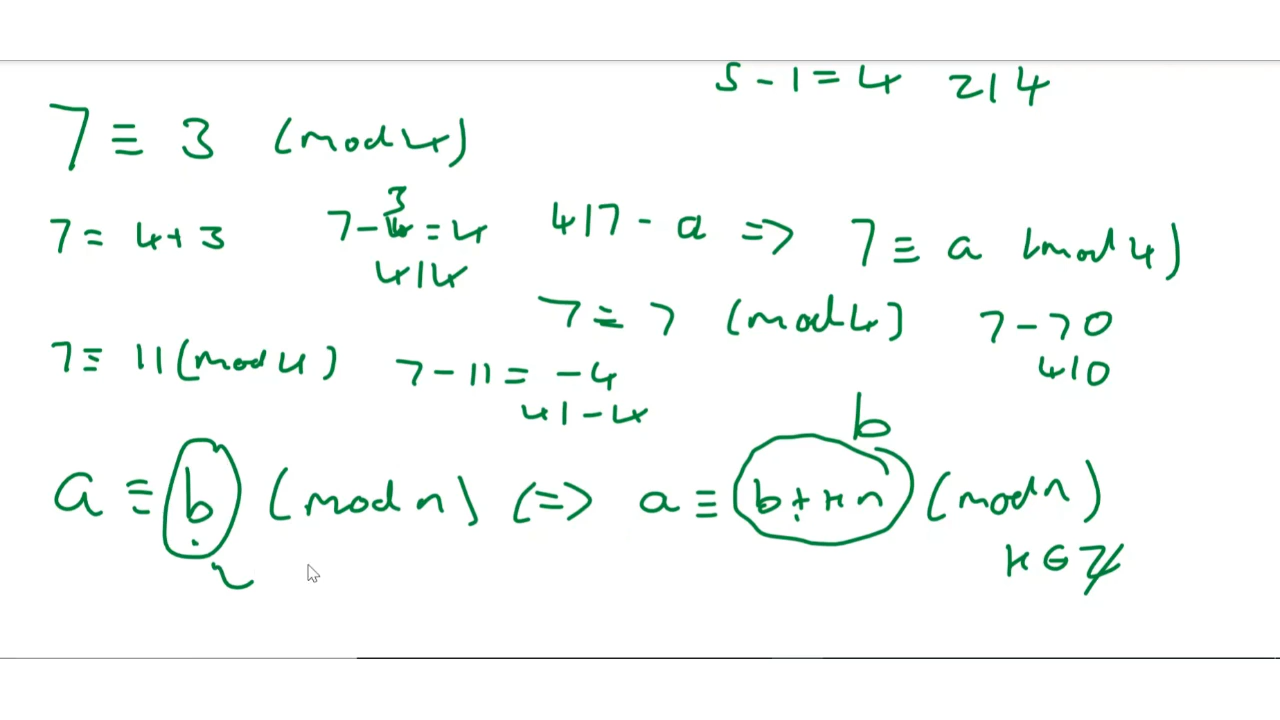 5 - 1 = 4 2|4
7 ≡ 3 (mod 4)
7 = 4 + 3 7 - 3 = 4 4|7 - a => 7 ≡ a (mod 4)
4|4
7 ≡ 7 (mod 4) 7 - 7 0
7 ≡ 11 (mod 4) 7 - 11 = -4 4|0
4|-4
b
a ≡ b (mod n) (=> a ≡ b + kn (mod n)
k ∈ ℤ